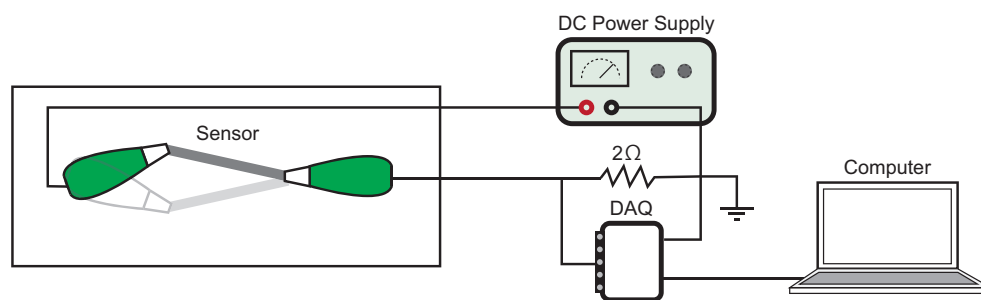 DC Power Supply
Sensor
2Ω
Computer
DAQ